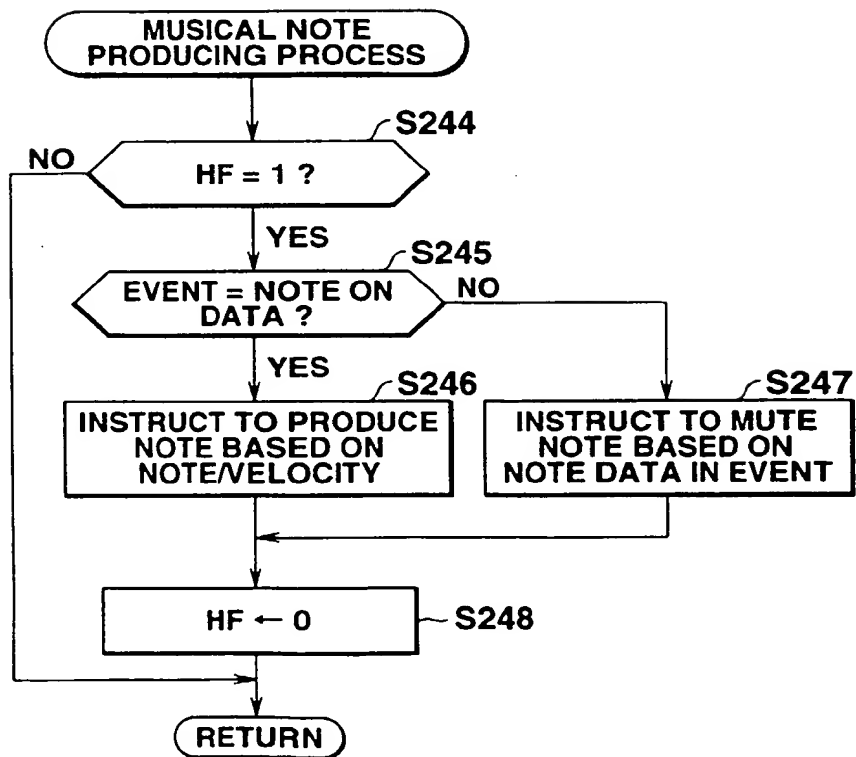 MUSICAL NOTE
PRODUCING PROCESS
S244
NO
HF = 1 ?
YES
S245
EVENT = NOTE ON
DATA ?
NO
YES
S246
S247
INSTRUCT TO PRODUCE
NOTE BASED ON
NOTE/VELOCITY
INSTRUCT TO MUTE
NOTE BASED ON
NOTE DATA IN EVENT
HF ← 0
S248
RETURN